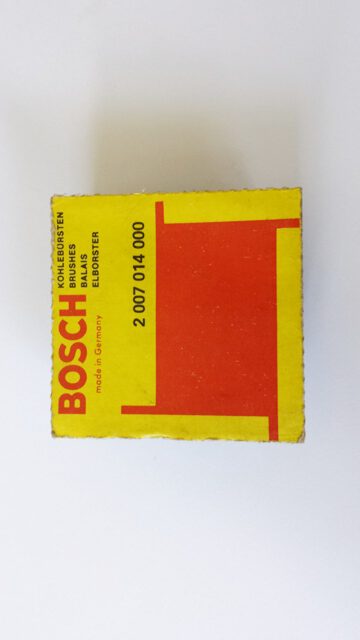 BOSCH
KOHLEBÜRSTEN
BRUSHES
BALAIS
ELBORSTER
made in Germany
2 007 014 000